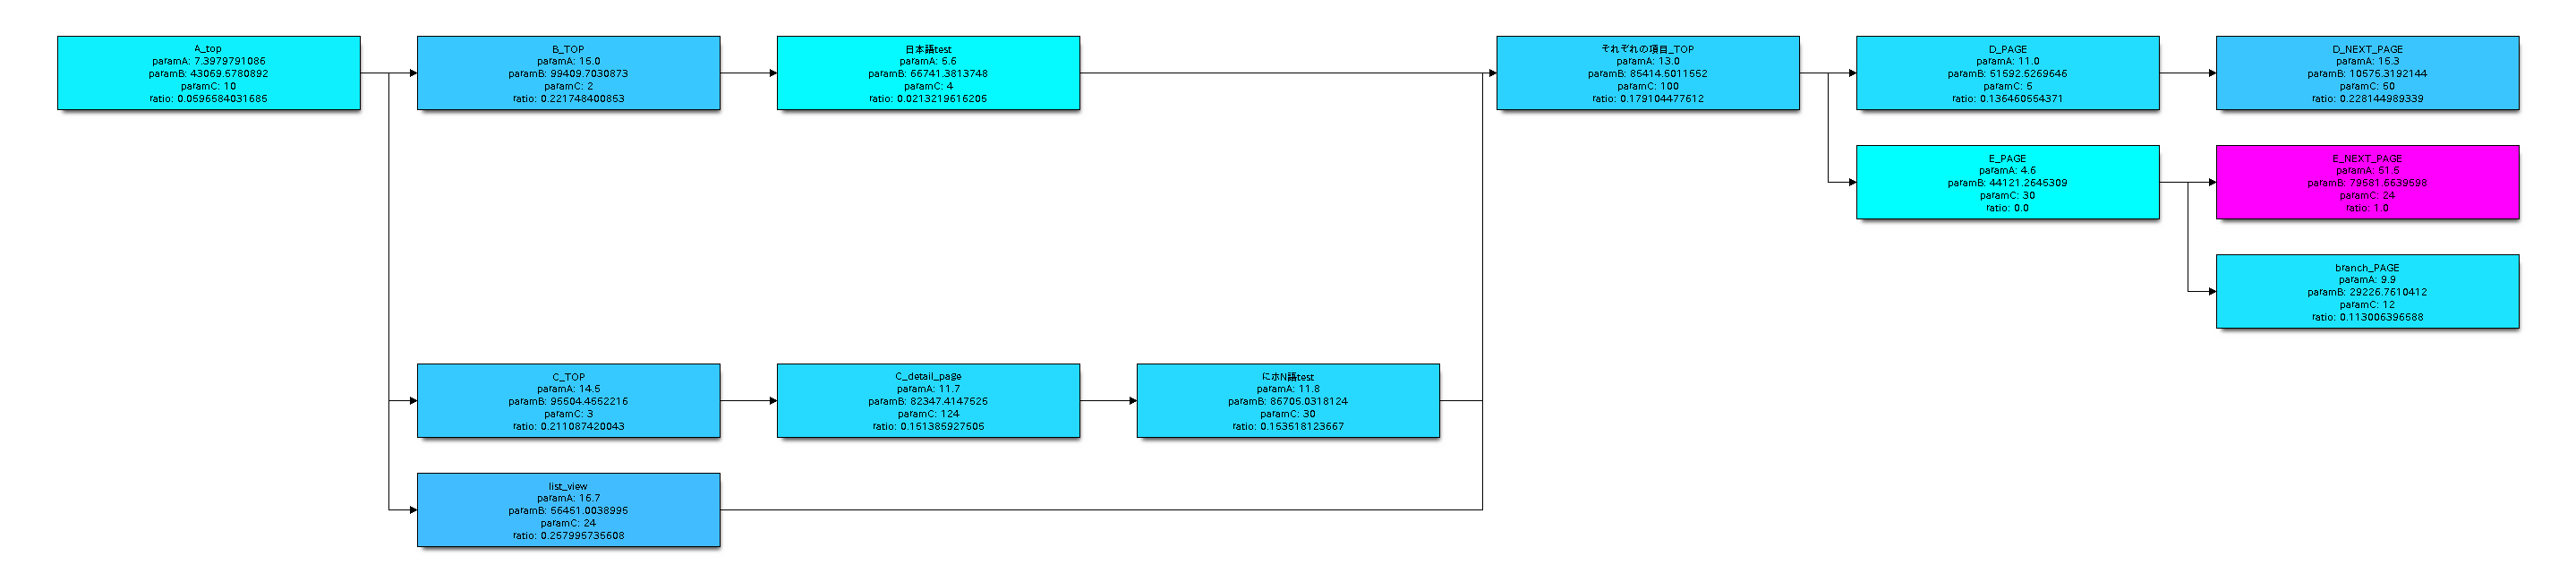 A_top
paramA: 7.3979791086
paramB: 43069.5780892
paramC: 10
ratio: 0.0596584031685
B_TOP
paramA: 15.0
paramB: 99409.7030873
paramC: 2
ratio: 0.221748400853
日本語test
paramA: 5.6
paramB: 66741.3813748
paramC: 4
ratio: 0.0213219616205
それぞれの項目_TOP
paramA: 13.0
paramB: 85414.5011552
paramC: 100
ratio: 0.179104477612
D_PAGE
paramA: 11.0
paramB: 51592.5259646
paramC: 5
ratio: 0.136460554371
D_NEXT_PAGE
paramA: 15.3
paramB: 10575.3192144
paramC: 50
ratio: 0.228144989339
E_PAGE
paramA: 4.6
paramB: 44121.2645309
paramC: 30
ratio: 0.0
E_NEXT_PAGE
paramA: 51.5
paramB: 79581.6639598
paramC: 24
ratio: 1.0
branch_PAGE
paramA: 9.9
paramB: 29226.7610412
paramC: 12
ratio: 0.113006396588
C_TOP
paramA: 14.5
paramB: 95504.4552216
paramC: 3
ratio: 0.211087420043
C_detail_page
paramA: 11.7
paramB: 82347.4147525
paramC: 124
ratio: 0.151385927505
にホN語test
paramA: 11.8
paramB: 86705.0318124
paramC: 30
ratio: 0.153518123667
list_view
paramA: 16.7
paramB: 56451.0038995
paramC: 24
ratio: 0.257995735608